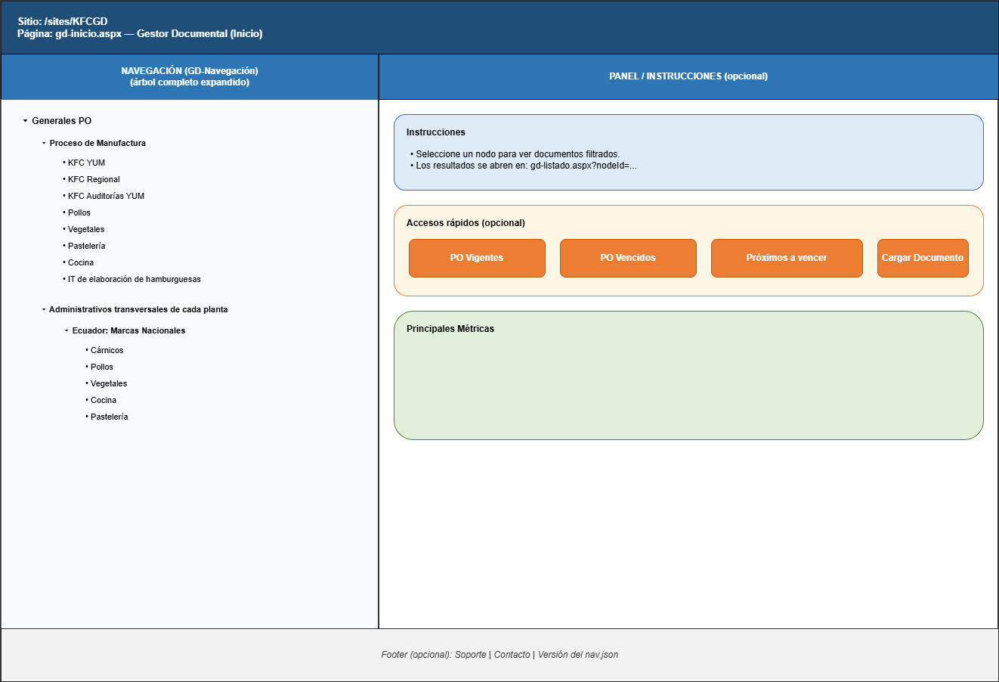 Sitio: /sites/KFCGD
Página: gd-inicio.aspx — Gestor Documental (Inicio)
NAVEGACIÓN (GD-Navegación)
(árbol completo expandido)
PANEL / INSTRUCCIONES (opcional)
Generales PO
Proceso de Manufactura
• KFC YUM
• KFC Regional
• KFC Auditorías YUM
• Pollos
• Vegetales
• Pastelería
• Cocina
• IT de elaboración de hamburguesas
Administrativos transversales de cada planta
Ecuador: Marcas Nacionales
• Cárnicos
• Pollos
• Vegetales
• Cocina
• Pastelería
Instrucciones
• Seleccione un nodo para ver documentos filtrados.
• Los resultados se abren en: gd-listado.aspx?nodeId=...
Accesos rápidos (opcional)
PO Vigentes
PO Vencidos
Próximos a vencer
Cargar Documento
Principales Métricas
Footer (opcional): Soporte | Contacto | Versión del nav.json